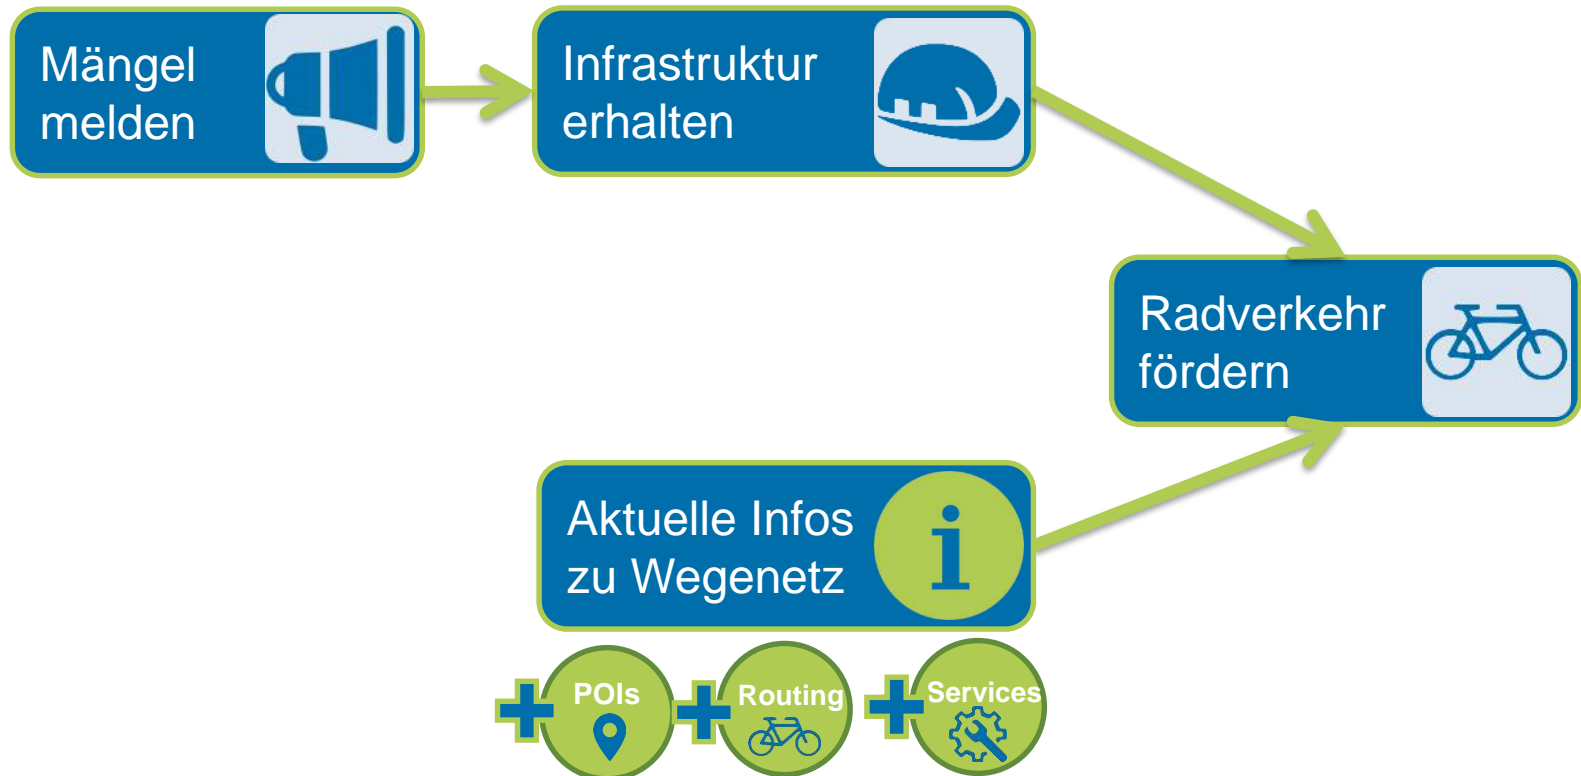 Mängel
melden
Infrastruktur
erhalten
Radverkehr
fördern
Aktuelle Infos
zu Wegenetz
POIs
Routing
Services